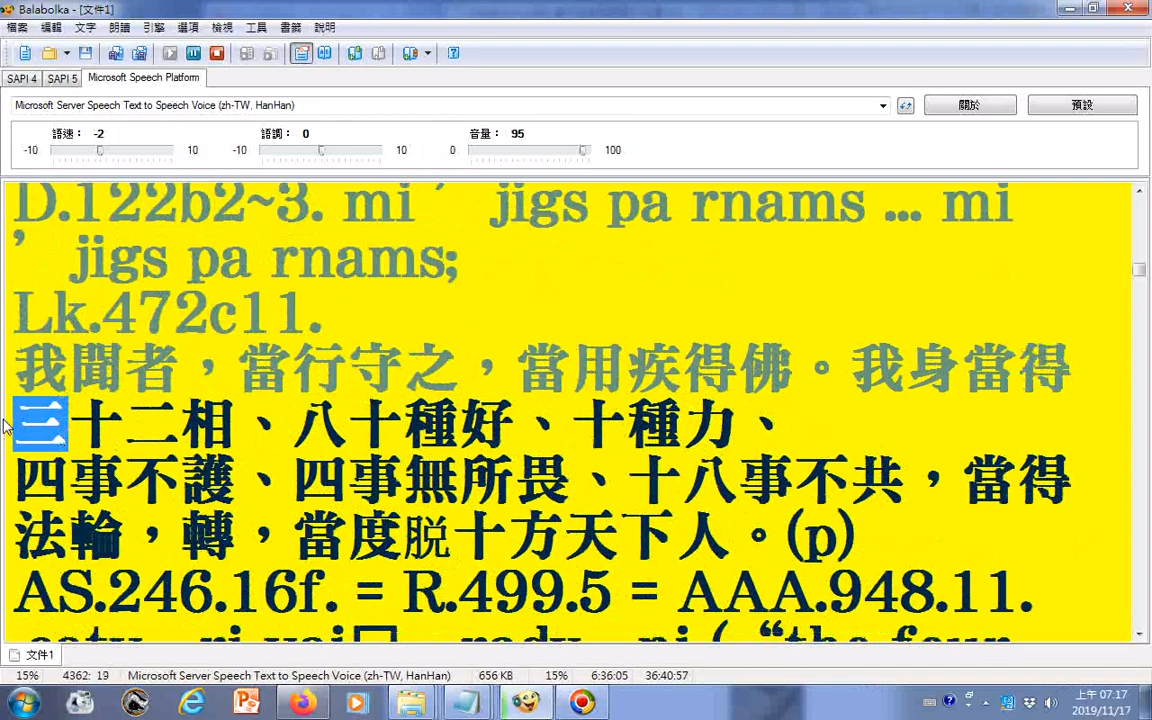 Balabolka - [文件1]
檔案 編輯 文字 朗讀 引擎 選項 檢視 工具 書籤 說明
SAPI 4 SAPI 5 Microsoft Speech Platform
Microsoft Server Speech Text to Speech Voice (zh-TW, HanHan) 關於 預設
語速: -2 語調: 0 音量: 95
-10 10 -10 10 0 100
D.122b2~3. mi ’ jigs pa rnams ... mi
’ jigs pa rnams;
Lk.472c11.
我聞者，當行守之，當用疾得佛。我身當得
三十二相、八十種好、十種力、
四事不護、四事無所畏、十八事不共，當得
法輪，轉，當度脱十方天下人。(p)
AS.246.16f. = R.499.5 = AAA.948.11.
文件1
15% 4362: 19 Microsoft Server Speech Text to Speech Voice (zh-TW, HanHan) 656 KB 15% 6:36:05 36:40:57
上午 07:17
2019/11/17